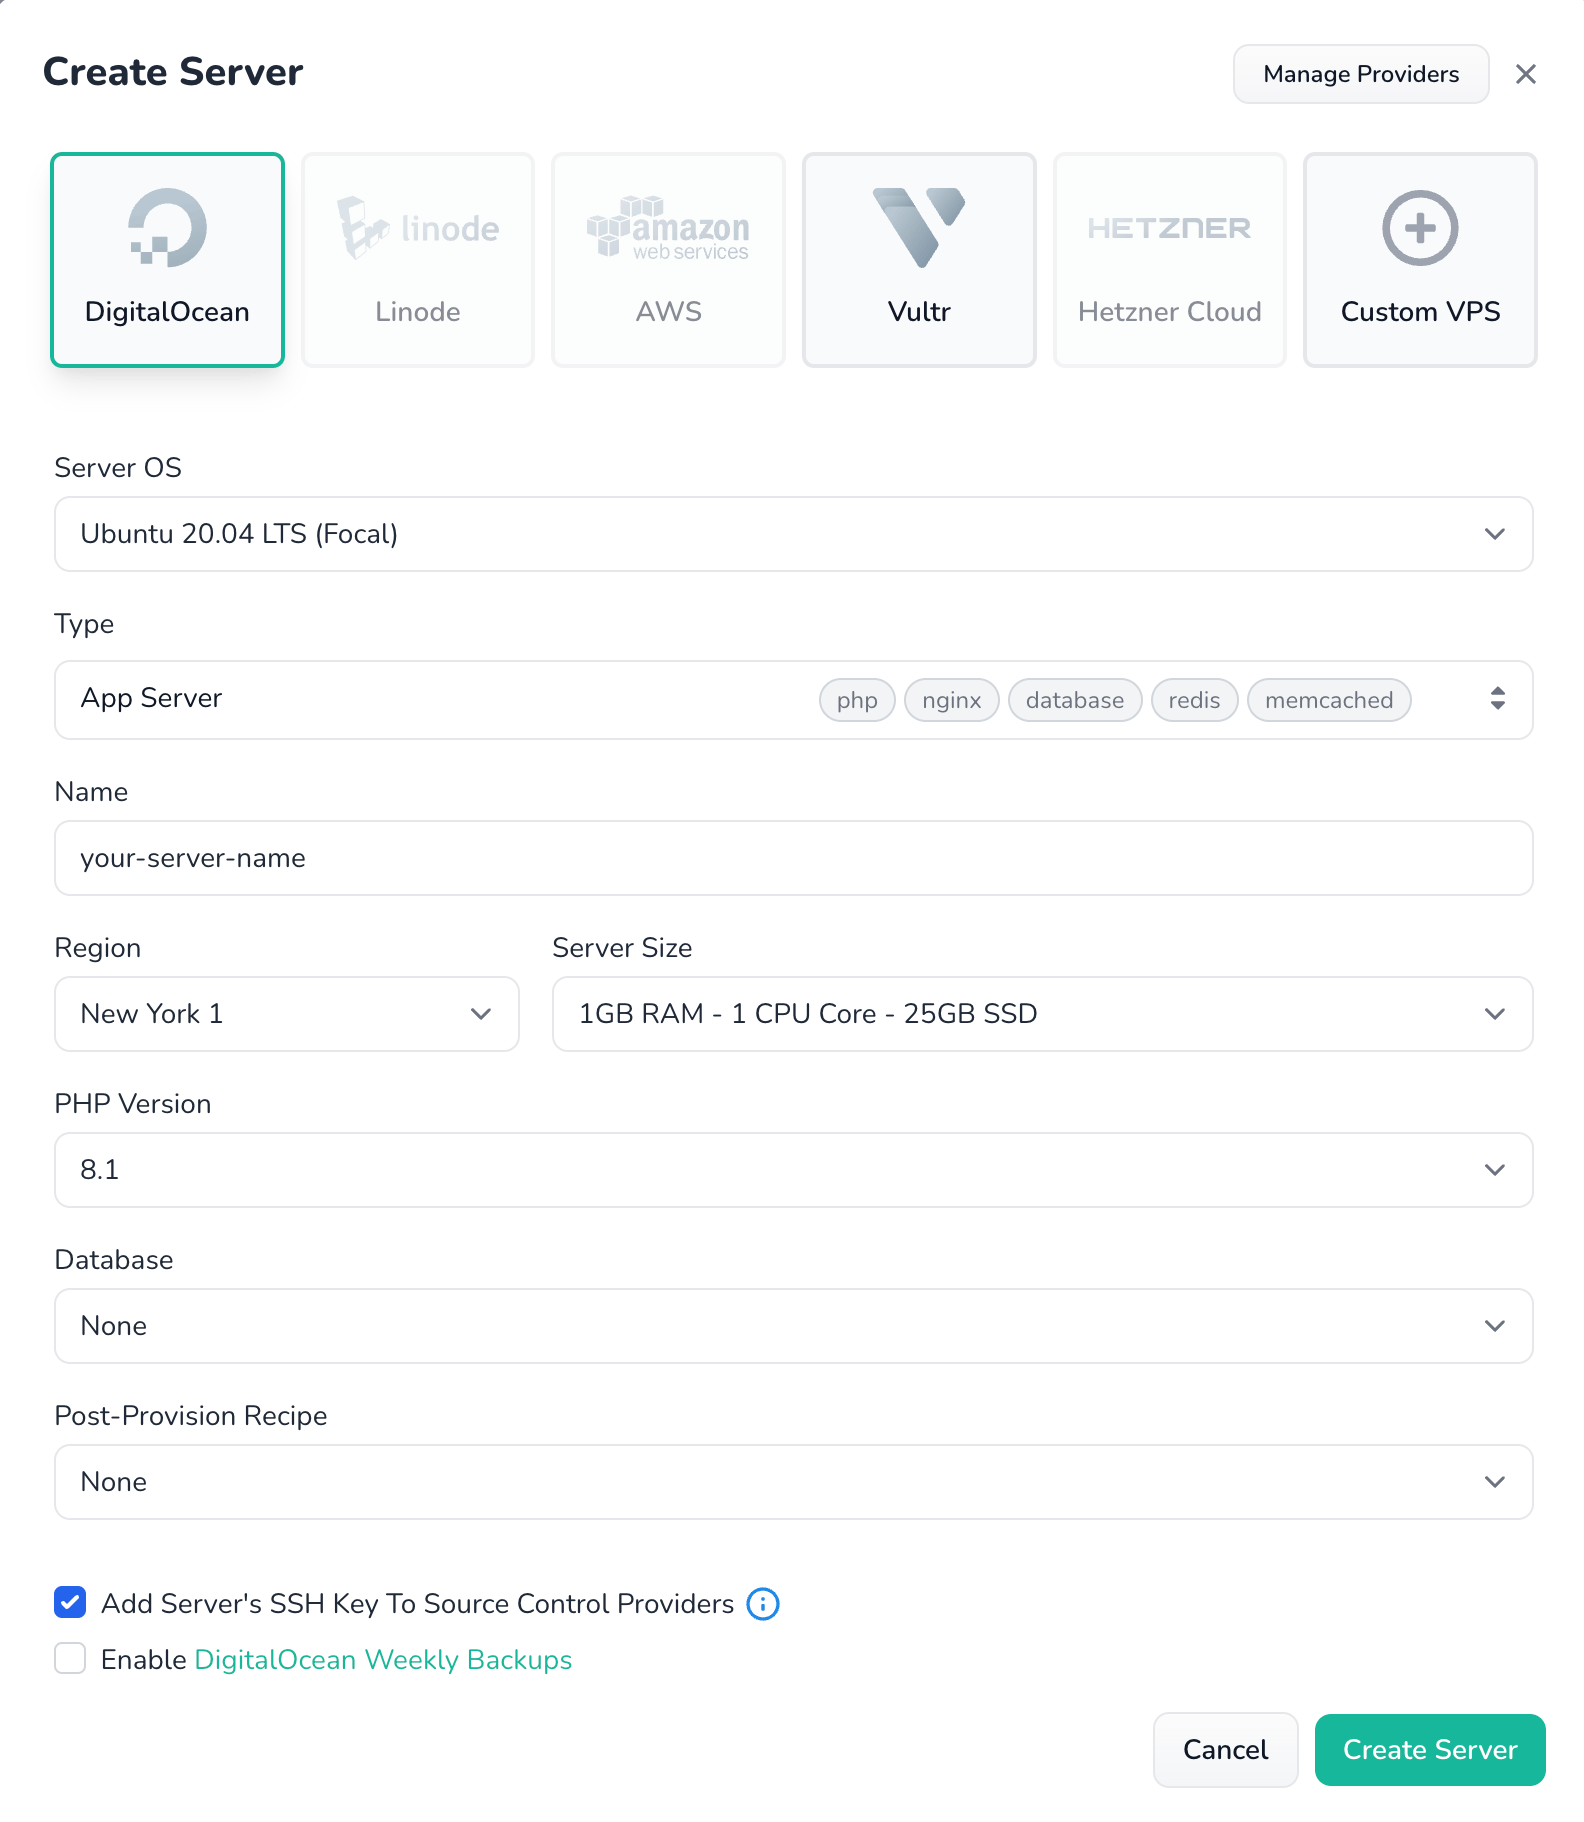 Create Server
Manage Providers
linode
amazon
web services
HETZNER
DigitalOcean
Linode
AWS
Vultr
Hetzner Cloud
Custom VPS
Server OS
Ubuntu 20.04 LTS (Focal)
Type
App Server
php
nginx
database
redis
memcached
Name
your-server-name
Region
Server Size
New York 1
1GB RAM - 1 CPU Core - 25GB SSD
PHP Version
8.1
Database
None
Post-Provision Recipe
None
Add Server's SSH Key To Source Control Providers
Enable DigitalOcean Weekly Backups
Cancel
Create Server